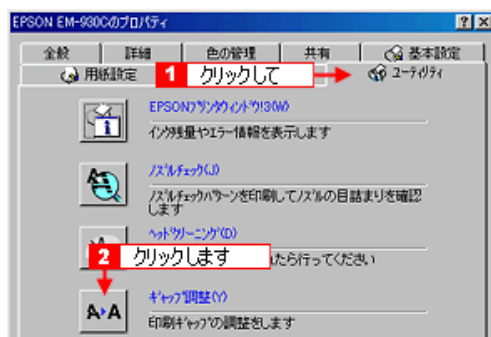 EPSON EM-930Cのプロパティ
全般 詳細 色の管理 共有 基本設定
用紙設定 1 クリックして ユーティリティ
EPSONプリンタウィンドウ!3(W)
インク残量やエラー情報を表示します
ノズルチェック(J)
ノズルチェックパターンを印刷してノズルの目詰まりを確認
します
ヘッドクリーニング(D)
2 クリックします たら行ってください
ギャップ調整(Y)
A›A
印刷ギャップの調整をします